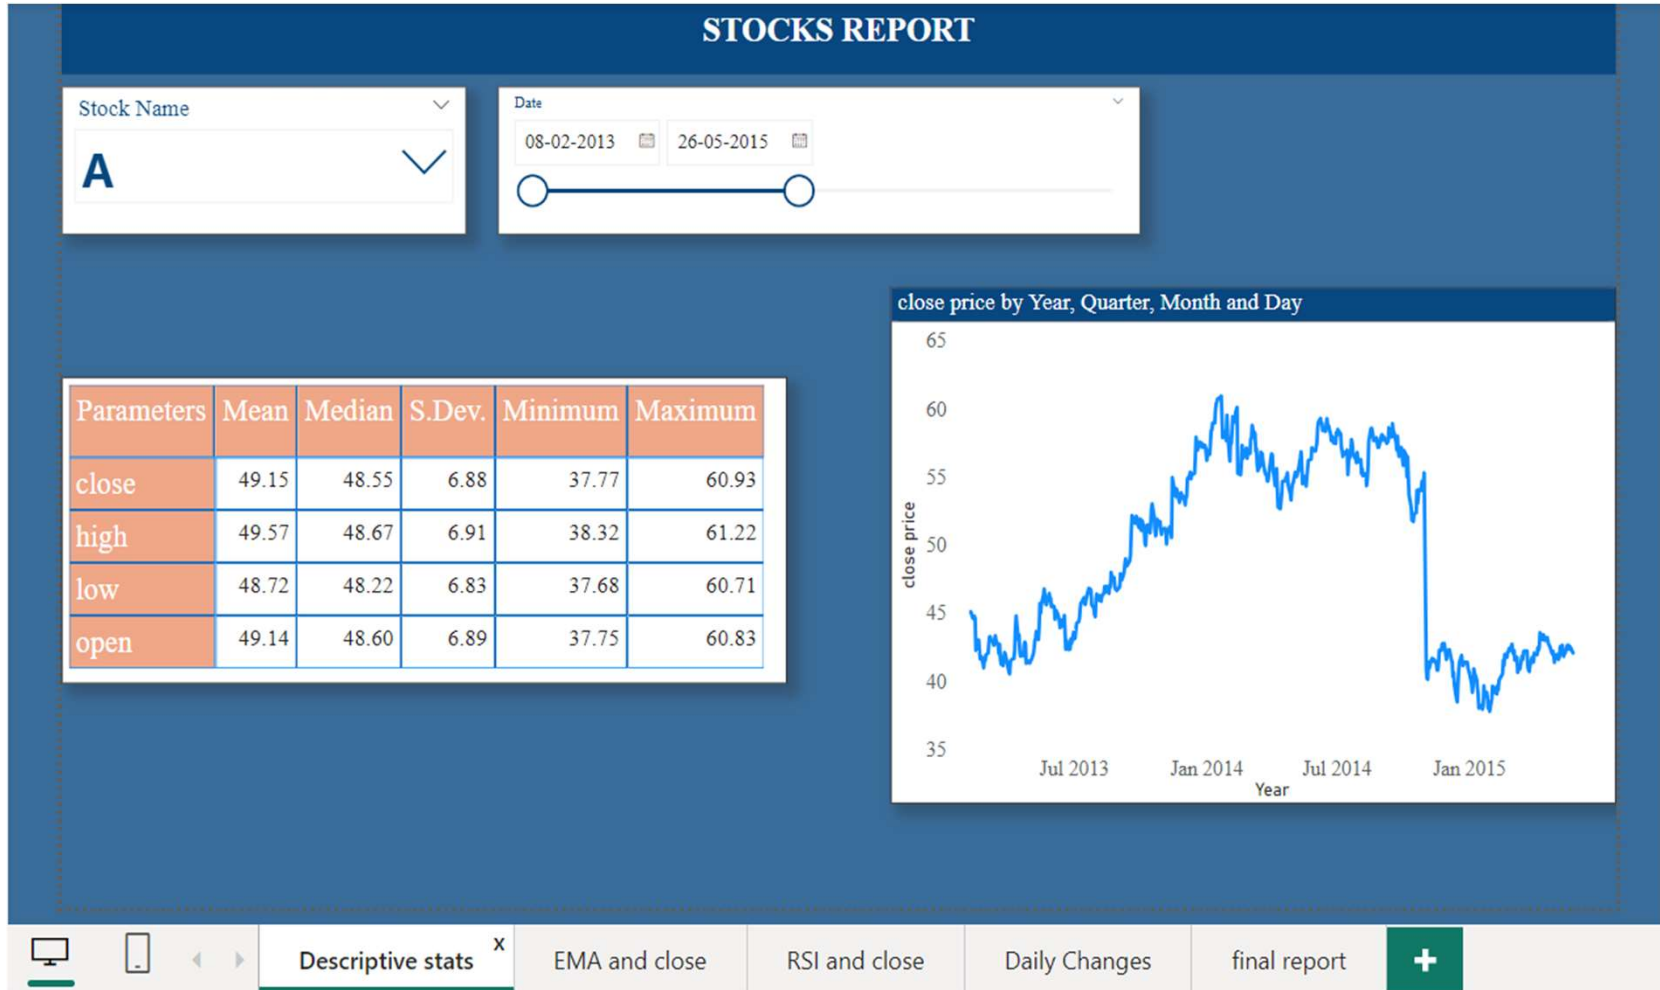 STOCKS REPORT
Stock Name
A
Date
08-02-2013 26-05-2015
close price by Year, Quarter, Month and Day
65
60
55
50
45
40
35
close price
Jul 2013 Jan 2014 Jul 2014 Jan 2015
Year
Parameters Mean Median S.Dev. Minimum Maximum
close 49.15 48.55 6.88 37.77 60.93
high 49.57 48.67 6.91 38.32 61.22
low 48.72 48.22 6.83 37.68 60.71
open 49.14 48.60 6.89 37.75 60.83
Descriptive stats x EMA and close RSI and close Daily Changes final report +